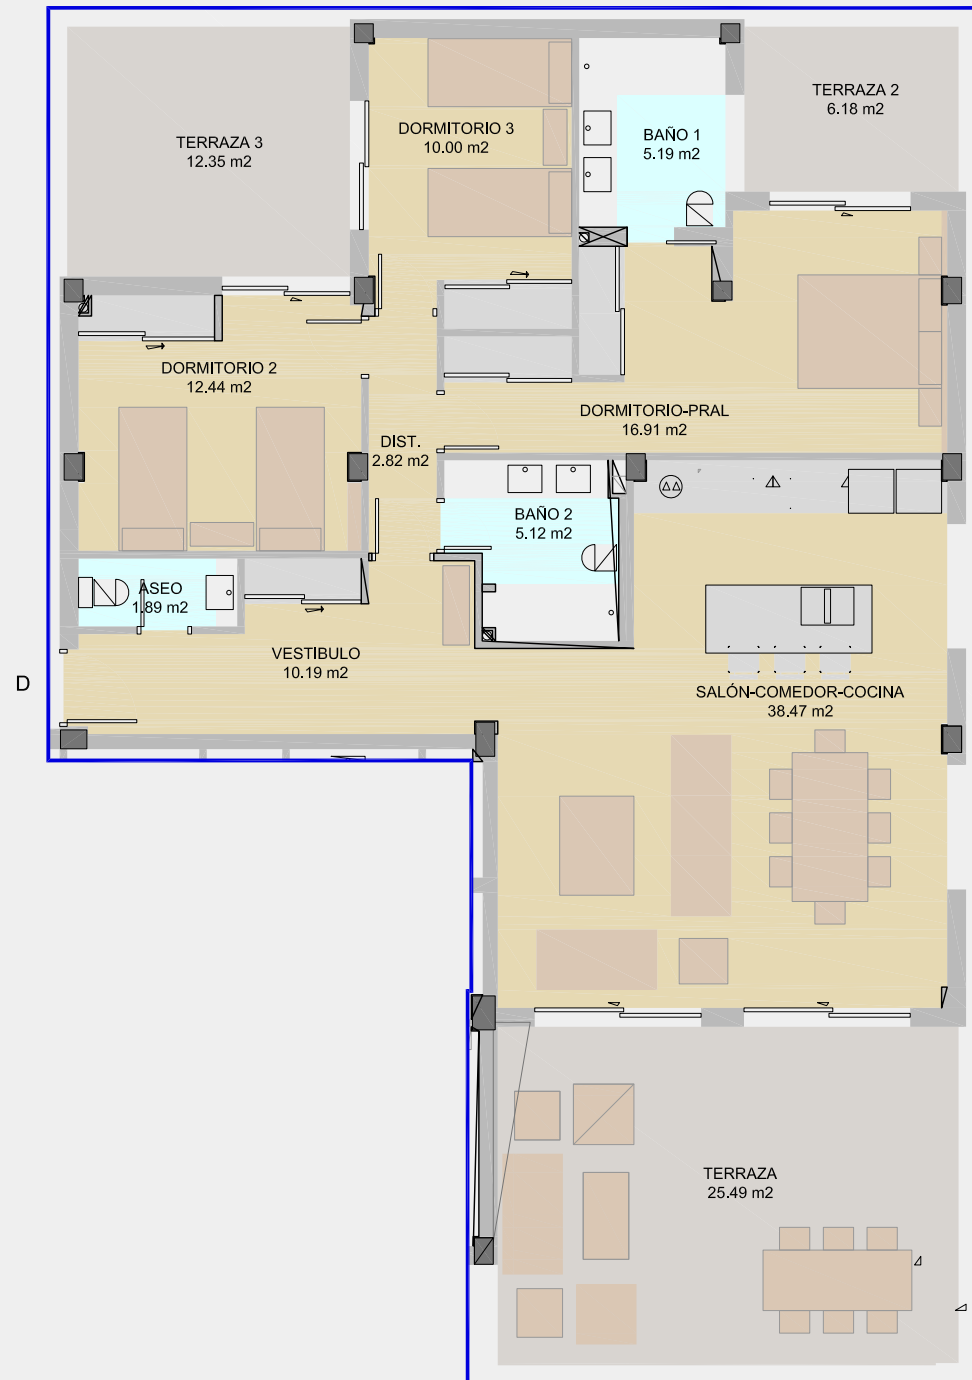 TERRAZA 2
6.18 m2
DORMITORIO 3
10.00 m2
BAÑO 1
5.19 m2
TERRAZA 3
12.35 m2
DORMITORIO 2
12.44 m2
DORMITORIO-PRAL
16.91 m2
DIST.
2.82 m2
BAÑO 2
5.12 m2
ASEO
1.89 m2
VESTIBULO
10.19 m2
D
SALÓN-COMEDOR-COCINA
38.47 m2
TERRAZA
25.49 m2